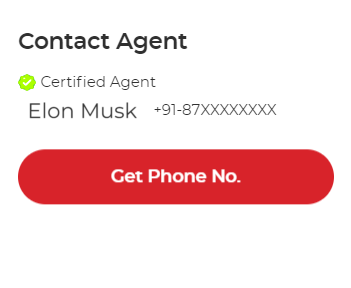 Contact Agent
Certified Agent
Elon Musk +91-87XXXXXXXX
Get Phone No.